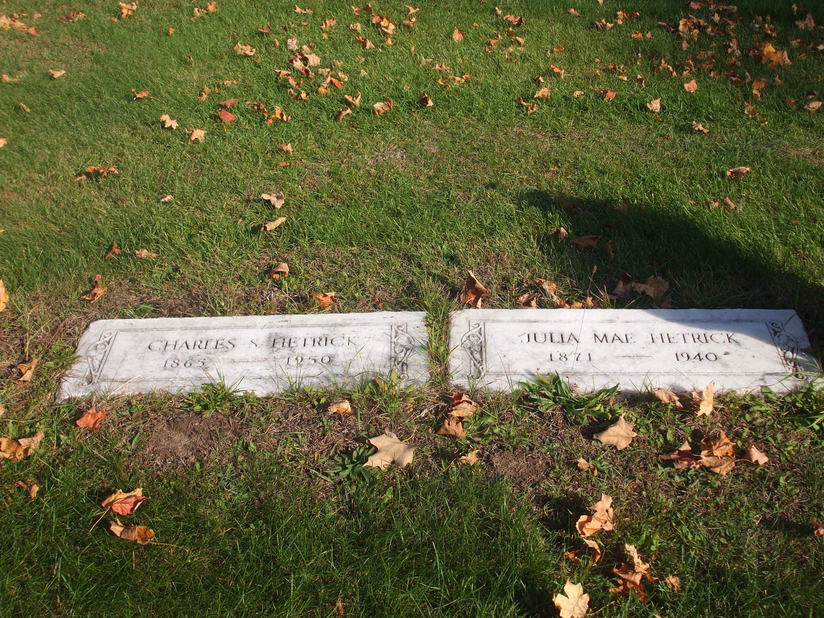 CHARLES S. HETRICK
1865 — 1950
JULIA MAE HETRICK
1871 — 1940